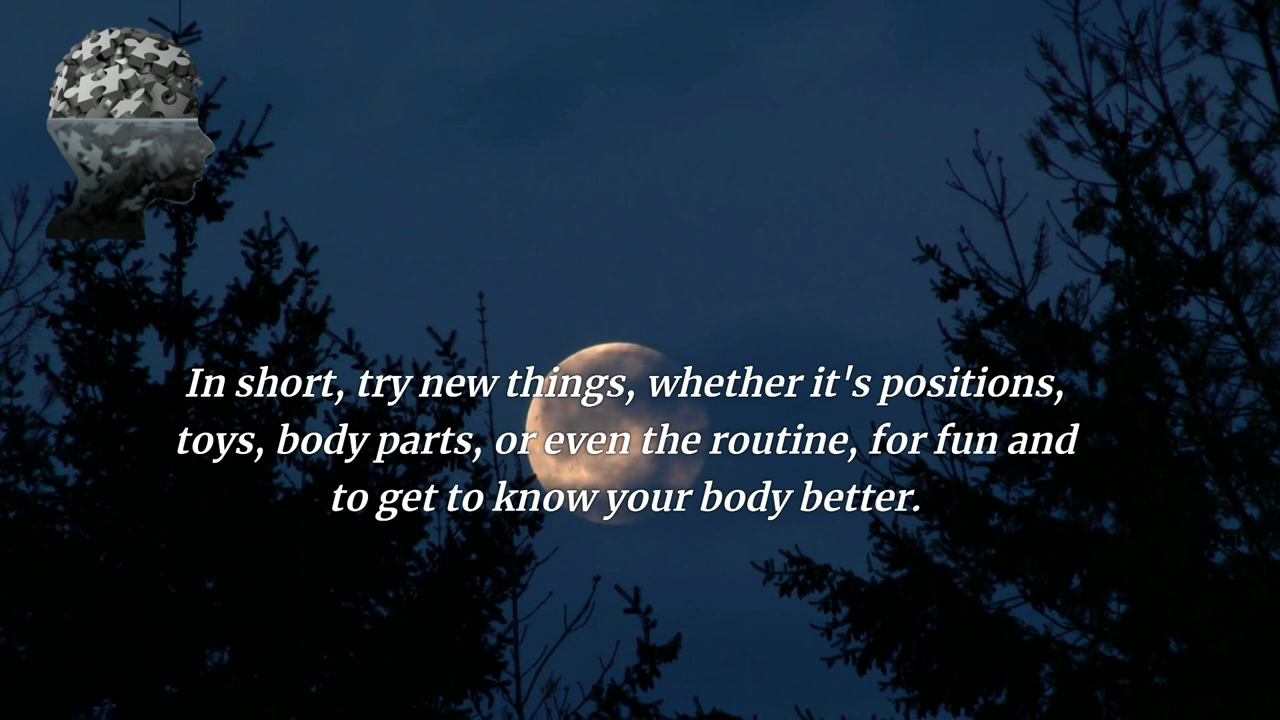 In short, try new things, whether it's positions,
toys, body parts, or even the routine, for fun and
to get to know your body better.